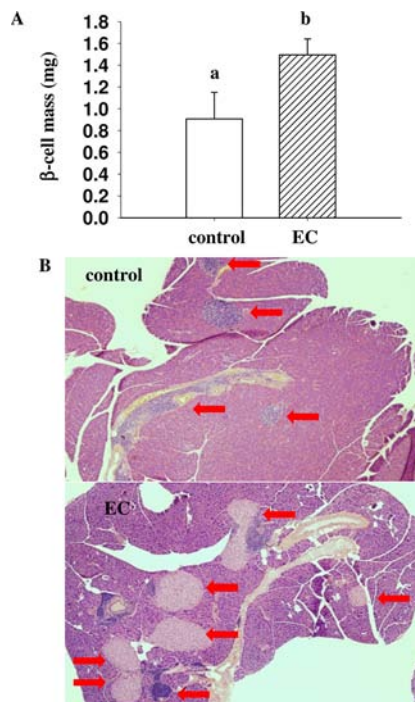 A
β-cell mass (mg)
1.8
1.6
1.4
1.2
1.0
0.8
0.6
0.4
0.2
0.0
a
b
control
EC
B
control
EC